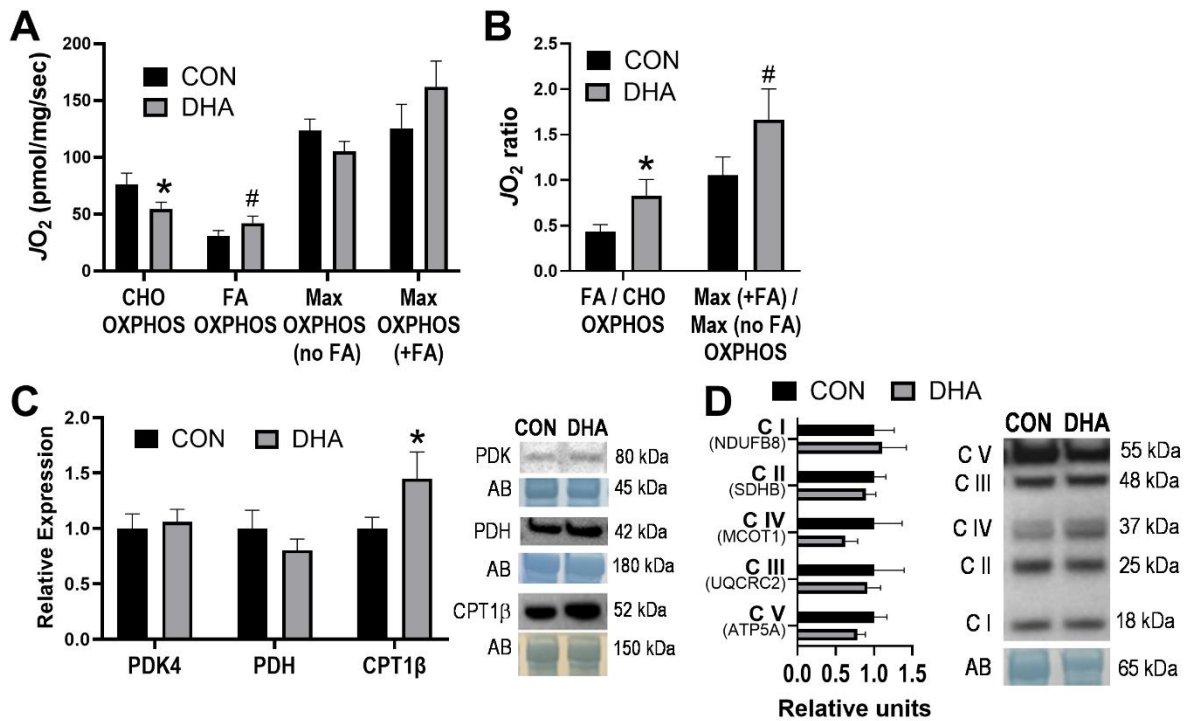 A
JO₂ (pmol/mg/sec)
200
150
100
50
0
CON
DHA
*
#
CHO
OXPHOS
FA
OXPHOS
Max
OXPHOS
(no FA)
Max
OXPHOS
(+FA)
B
JO₂ ratio
2.5
2.0
1.5
1.0
0.5
0.0
CON
DHA
*
#
FA / CHO
OXPHOS
Max (+FA) /
Max (no FA)
OXPHOS
C
Relative Expression
2.0
1.5
1.0
0.5
0.0
CON
DHA
*
PDK4
PDH
CPT1β
CON DHA
PDK 80 kDa
AB 45 kDa
PDH 42 kDa
AB 180 kDa
CPT1β 52 kDa
AB 150 kDa
D
CON
DHA
C I
(NDUFB8)
C II
(SDHB)
C IV
(MCOT1)
C III
(UQCRC2)
C V
(ATP5A)
0.0 0.5 1.0 1.5
Relative units
CON DHA
C V 55 kDa
C III 48 kDa
C IV 37 kDa
C II 25 kDa
C I 18 kDa
AB 65 kDa